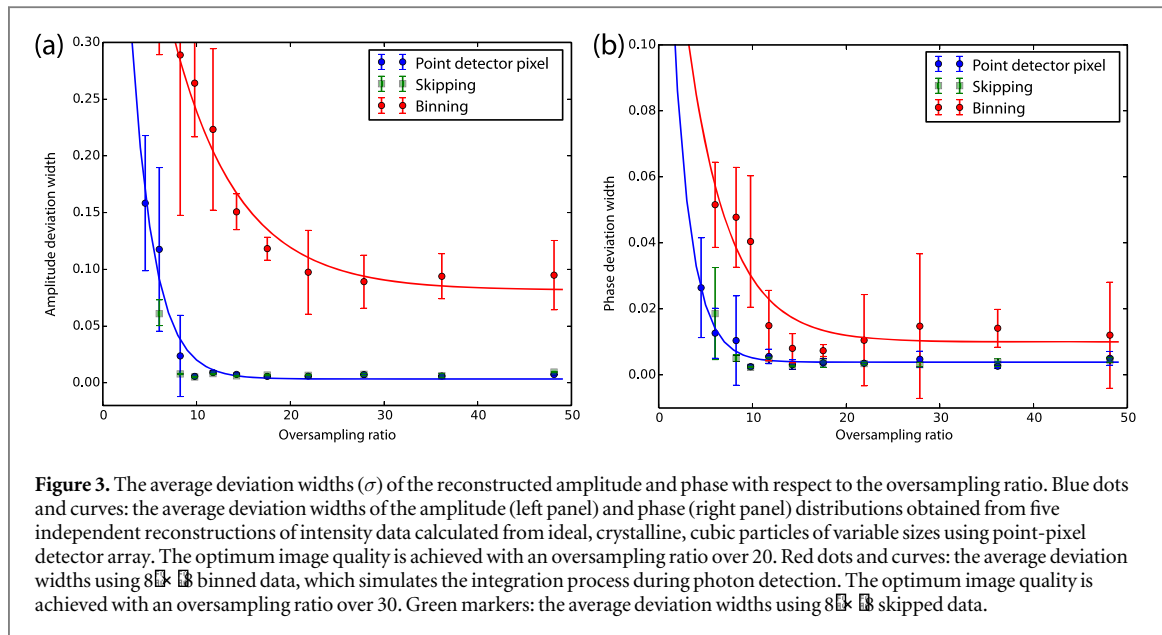 (a)
0.30
0.25
0.20
0.15
0.10
0.05
0.00
Amplitude deviation width
0
10
20
30
40
50
Oversampling ratio
Point detector pixel
Skipping
Binning
(b)
0.10
0.08
0.06
0.04
0.02
0.00
Phase deviation width
0
10
20
30
40
50
Oversampling ratio
Point detector pixel
Skipping
Binning
Figure 3. The average deviation widths (σ) of the reconstructed amplitude and phase with respect to the oversampling ratio. Blue dots
and curves: the average deviation widths of the amplitude (left panel) and phase (right panel) distributions obtained from five
independent reconstructions of intensity data calculated from ideal, crystalline, cubic particles of variable sizes using point-pixel
detector array. The optimum image quality is achieved with an oversampling ratio over 20. Red dots and curves: the average deviation
widths using 8 × 8 binned data, which simulates the integration process during photon detection. The optimum image quality is
achieved with an oversampling ratio over 30. Green markers: the average deviation widths using 8 × 8 skipped data.